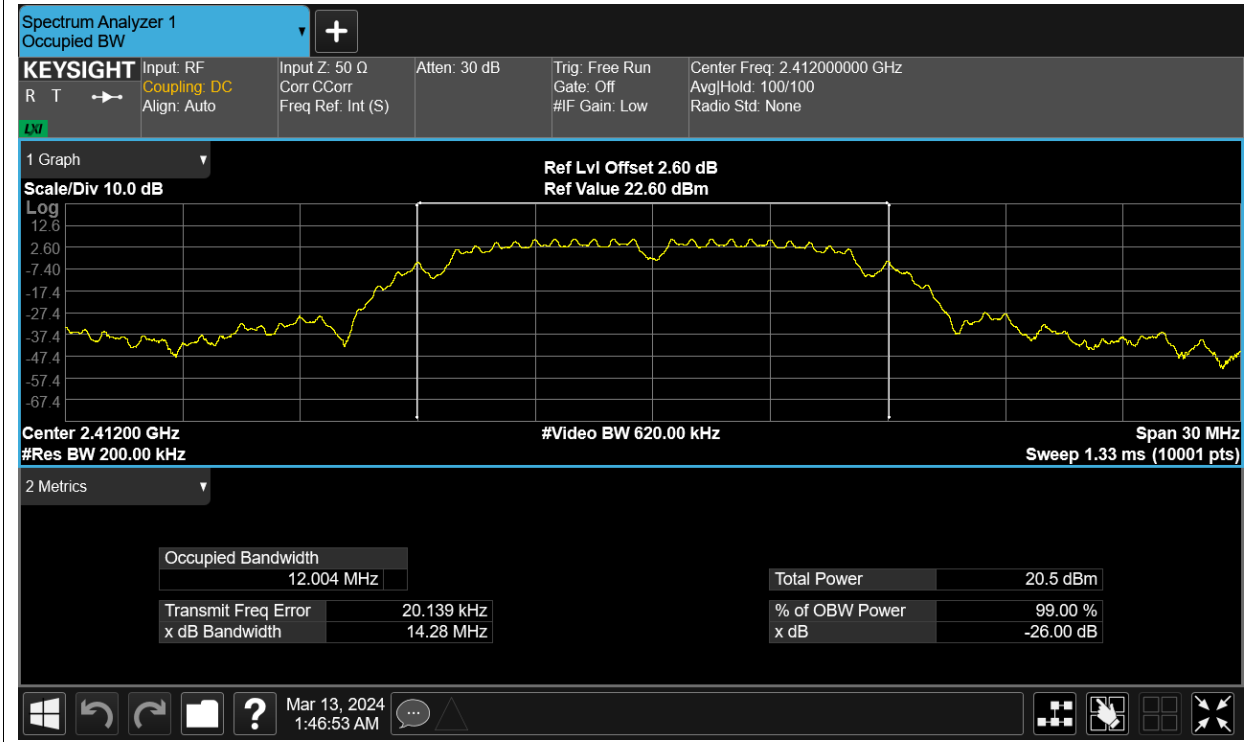 Spectrum Analyzer 1
Occupied BW
KEYSIGHT
R T
LXI
Input: RF
Coupling: DC
Align: Auto
Input Z: 50 Ω
Corr CCorr
Freq Ref: Int (S)
Atten: 30 dB
Trig: Free Run
Gate: Off
#IF Gain: Low
Center Freq: 2.412000000 GHz
Avg|Hold: 100/100
Radio Std: None
1 Graph
Ref Lvl Offset 2.60 dB
Scale/Div 10.0 dB
Ref Value 22.60 dBm
Log
12.6
2.60
-7.40
-17.4
-27.4
-37.4
-47.4
-57.4
-67.4
Center 2.41200 GHz
#Video BW 620.00 kHz
Span 30 MHz
#Res BW 200.00 kHz
Sweep 1.33 ms (10001 pts)
2 Metrics
Occupied Bandwidth
12.004 MHz
Total Power 20.5 dBm
Transmit Freq Error 20.139 kHz
% of OBW Power 99.00 %
x dB Bandwidth 14.28 MHz
x dB -26.00 dB
?
Mar 13, 2024
1:46:53 AM